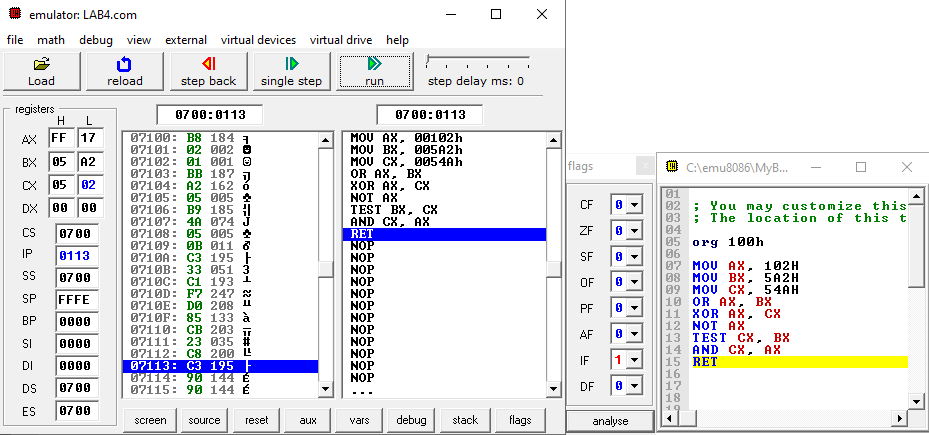 emulator: LAB4.com
file math debug view external virtual devices virtual drive help
Load reload step back single step run step delay ms: 0
registers
H L
AX FF 17
BX 05 A2
CX 05 02
DX 00 00
CS 0700
IP 0113
SS 0700
SP FFFE
BP 0000
SI 0000
DI 0000
DS 0700
ES 0700
0700:0113
07100: B8 184 ╕
07101: 02 002 ☻
07102: 01 001 ☺
07103: BB 187 ╗
07104: A2 162 ó
07105: 05 005 ♣
07106: B9 185 ╣
07107: 4A 074 J
07108: 05 005 ♣
07109: 0B 011 ♂
0710A: C3 195 ├
0710B: 33 051 3
0710C: C1 193 ┴
0710D: F7 247 ≈
0710E: D0 208 ╨
0710F: 85 133 à
07110: CB 203 ╦
07111: 23 035 #
07112: C8 200 ╚
07113: C3 195 ├
07114: 90 144 É
07115: 90 144 É
0700:0113
MOV AX, 00102h
MOV BX, 005A2h
MOV CX, 0054Ah
OR AX, BX
XOR AX, CX
NOT AX
TEST BX, CX
AND CX, AX
RET
NOP
NOP
NOP
NOP
NOP
NOP
NOP
NOP
NOP
NOP
NOP
NOP
...
screen source reset aux vars debug stack flags
flags
CF 0
ZF 0
SF 0
OF 0
PF 0
AF 0
IF 1
DF 0
analyse
C:\emu8086\MyB...
01
02 ; You may customize this
03 ; The location of this t
04
05 org 100h
06
07 MOV AX, 102H
08 MOV BX, 5A2H
09 MOV CX, 54AH
10 OR AX, BX
11 XOR AX, CX
12 NOT AX
13 TEST CX, BX
14 AND CX, AX
15 RET
16
17
18